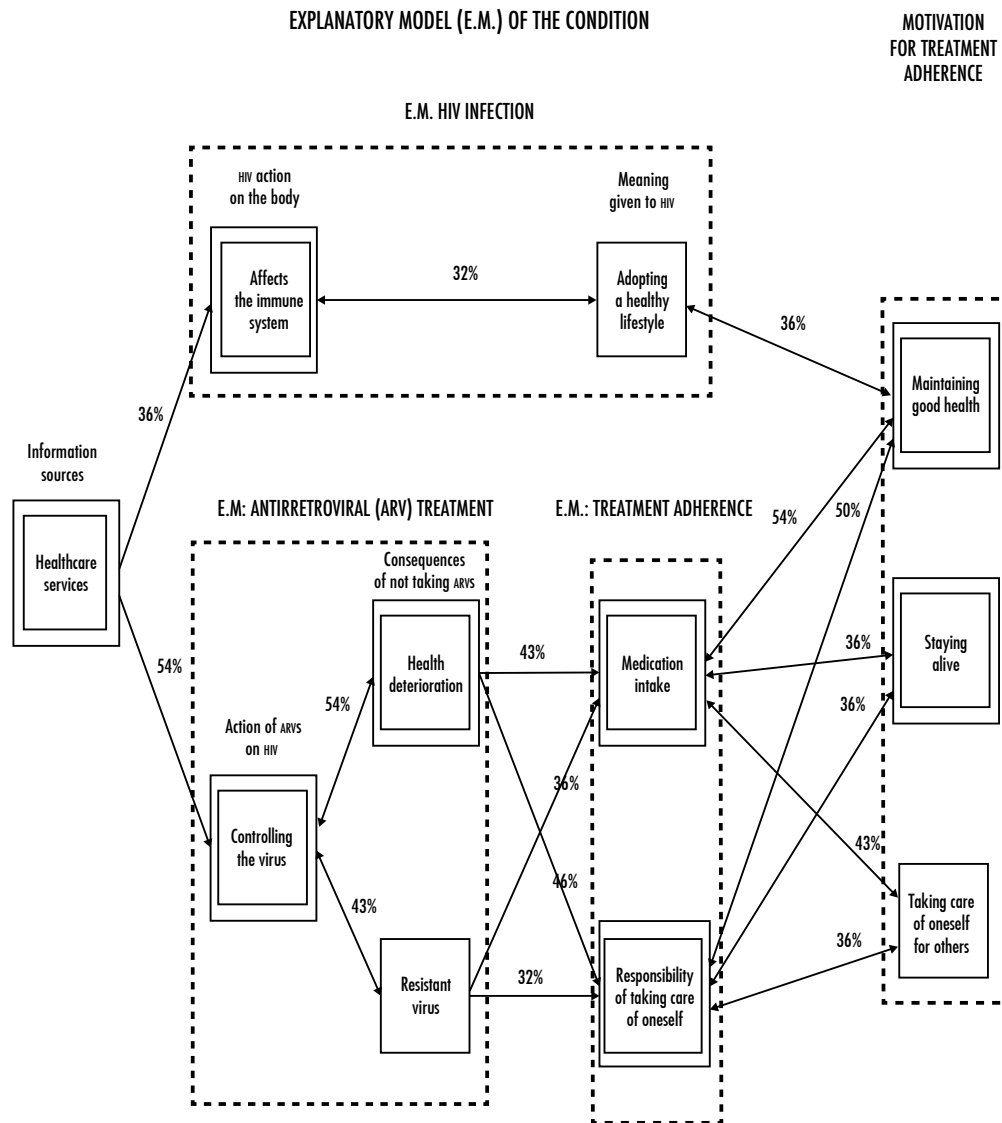 EXPLANATORY MODEL (E.M.) OF THE CONDITION
MOTIVATION
FOR TREATMENT
ADHERENCE
E.M. HIV INFECTION
HIV action
on the body
Meaning
given to HIV
Affects
the immune
system
32%
Adopting
a healthy
lifestyle
36%
Maintaining
good health
36%
Information
sources
Healthcare
services
54%
E.M: ANTIRRETROVIRAL (ARV) TREATMENT
E.M.: TREATMENT ADHERENCE
54%
50%
Consequences
of not taking ARVs
Health
deterioration
43%
Medication
intake
36%
Staying
alive
36%
54%
Action of ARVs
on HIV
Controlling
the virus
36%
43%
46%
43%
Taking care
of oneself
for others
36%
Resistant
virus
32%
Responsibility
of taking care
of oneself